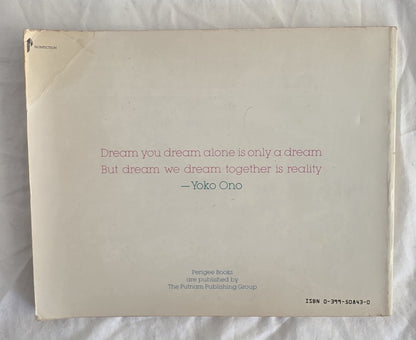 NONFICTION
Dream you dream alone is only a dream
But dream we dream together is reality
—Yoko Ono
Perigee Books
are published by
The Putnam Publishing Group
ISBN 0-399-50843-0